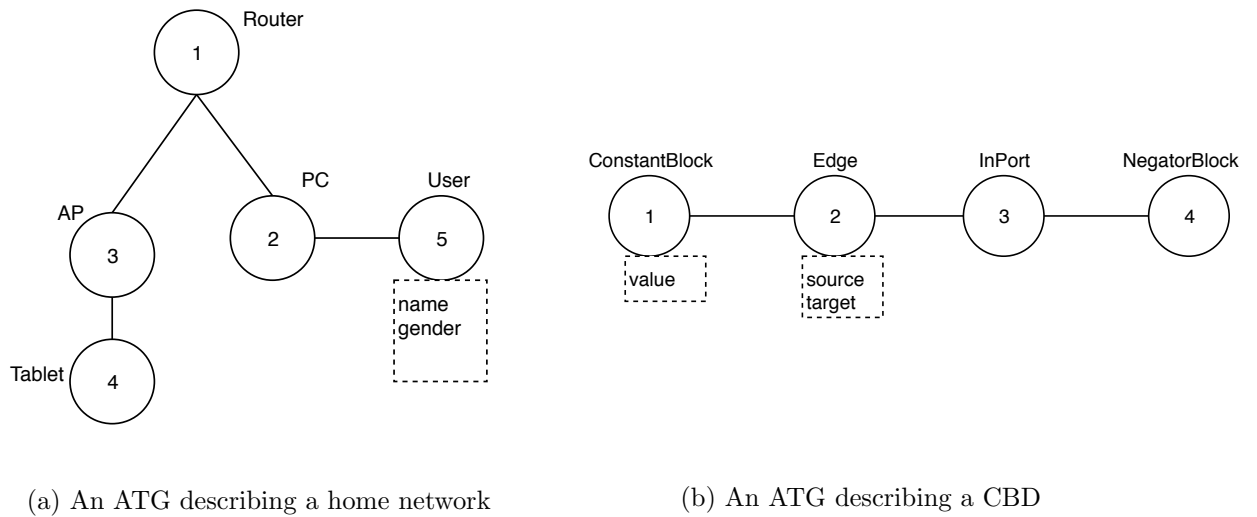 Router
1
PC
User
AP
2
5
3
name
gender
Tablet
4
ConstantBlock
Edge
InPort
NegatorBlock
1
2
3
4
value
source
target
(a) An ATG describing a home network
(b) An ATG describing a CBD